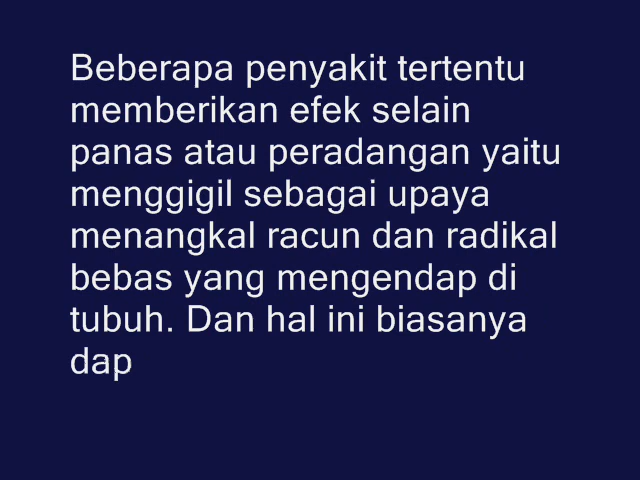 Beberapa penyakit tertentu
memberikan efek selain
panas atau peradangan yaitu
menggigil sebagai upaya
menangkal racun dan radikal
bebas yang mengendap di
tubuh. Dan hal ini biasanya
dap